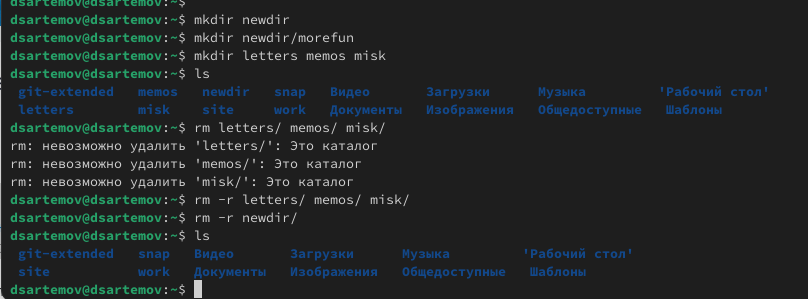 dsartemov@dsartemov:~$
dsartemov@dsartemov:~$ mkdir newdir
dsartemov@dsartemov:~$ mkdir newdir/morefun
dsartemov@dsartemov:~$ mkdir letters memos misk
dsartemov@dsartemov:~$ ls
git-extended memos newdir snap Видео Загрузки Музыка 'Рабочий стол'
letters misk site work Документы Изображения Общедоступные Шаблоны
dsartemov@dsartemov:~$ rm letters/ memos/ misk/
rm: невозможно удалить 'letters/': Это каталог
rm: невозможно удалить 'memos/': Это каталог
rm: невозможно удалить 'misk/': Это каталог
dsartemov@dsartemov:~$ rm -r letters/ memos/ misk/
dsartemov@dsartemov:~$ rm -r newdir/
dsartemov@dsartemov:~$ ls
git-extended snap Видео Загрузки Музыка 'Рабочий стол'
site work Документы Изображения Общедоступные Шаблоны
dsartemov@dsartemov:~$